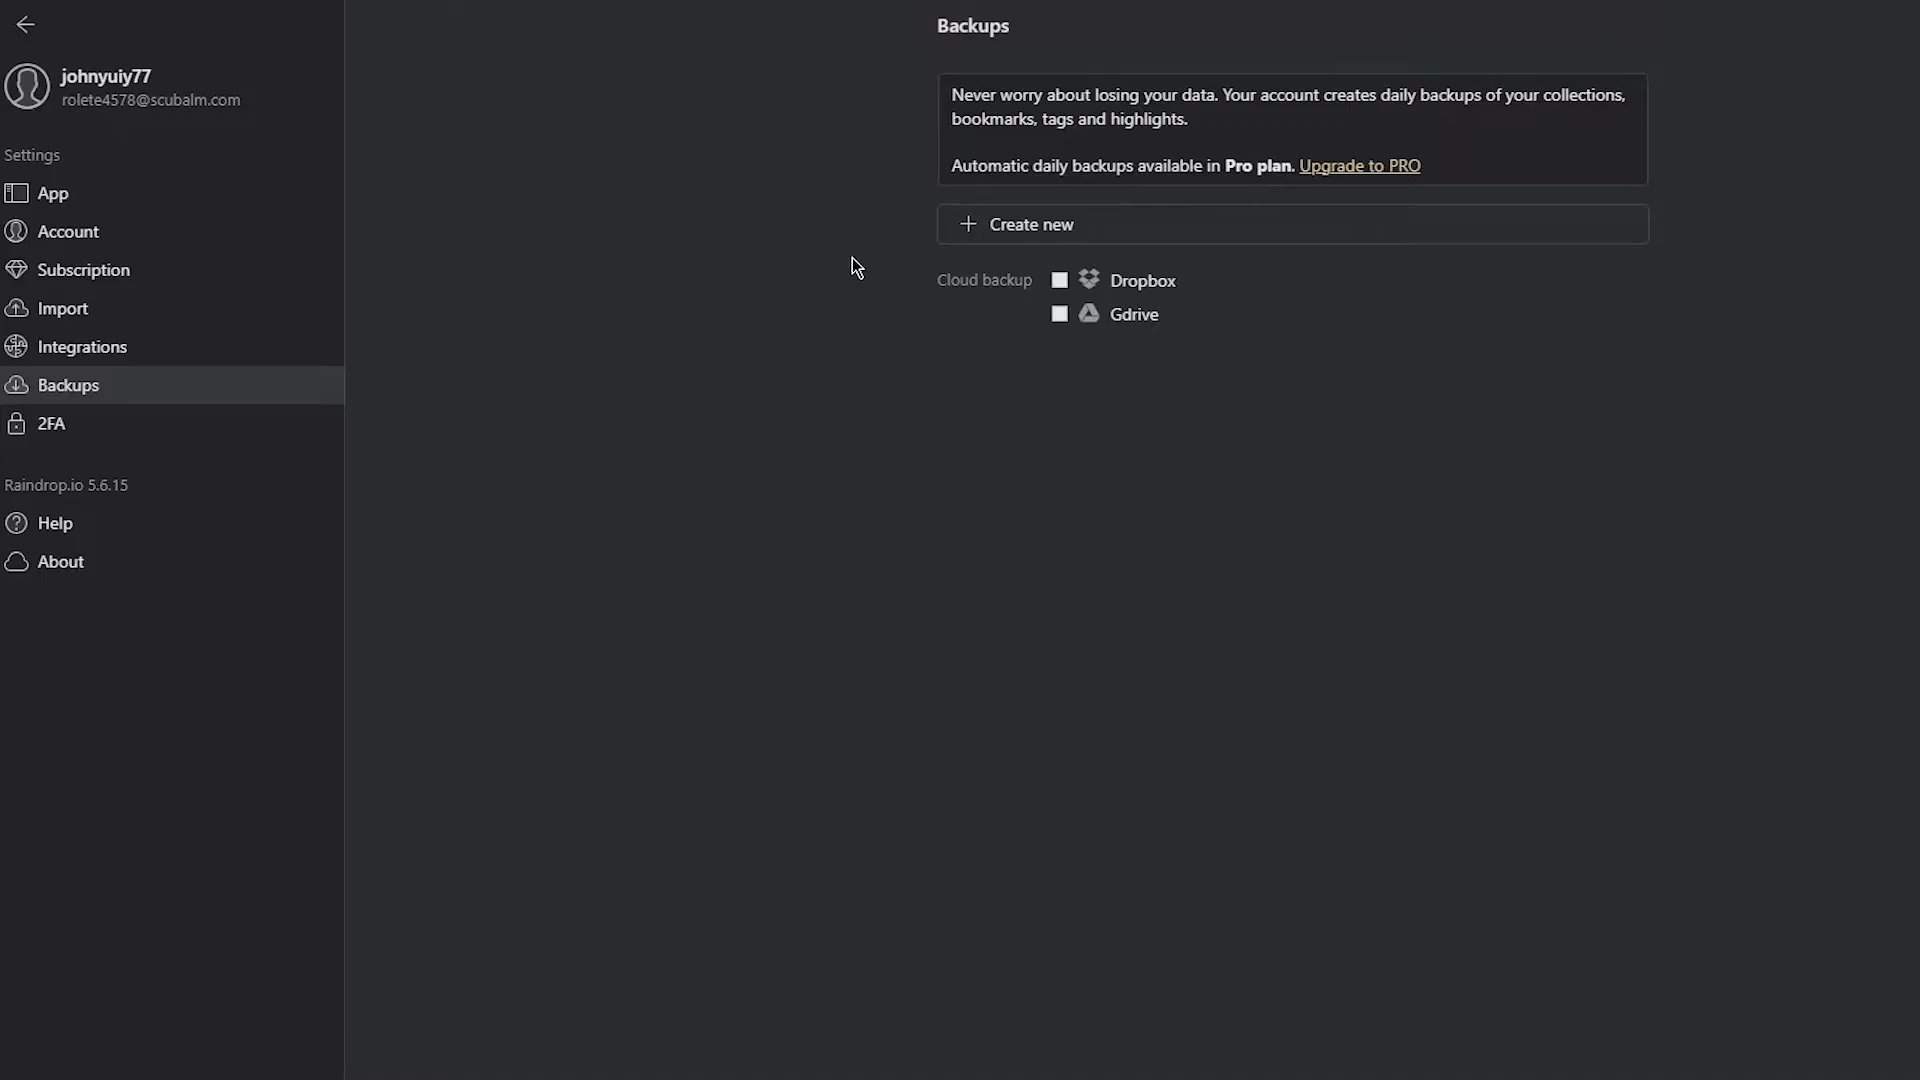 johnyuiy77
rolete4578@scubalm.com
Settings
App
Account
Subscription
Import
Integrations
Backups
2FA
Raindrop.io 5.6.15
Help
About
Backups
Never worry about losing your data. Your account creates daily backups of your collections,
bookmarks, tags and highlights.
Automatic daily backups available in Pro plan. Upgrade to PRO
Create new
Cloud backup
Dropbox
Gdrive